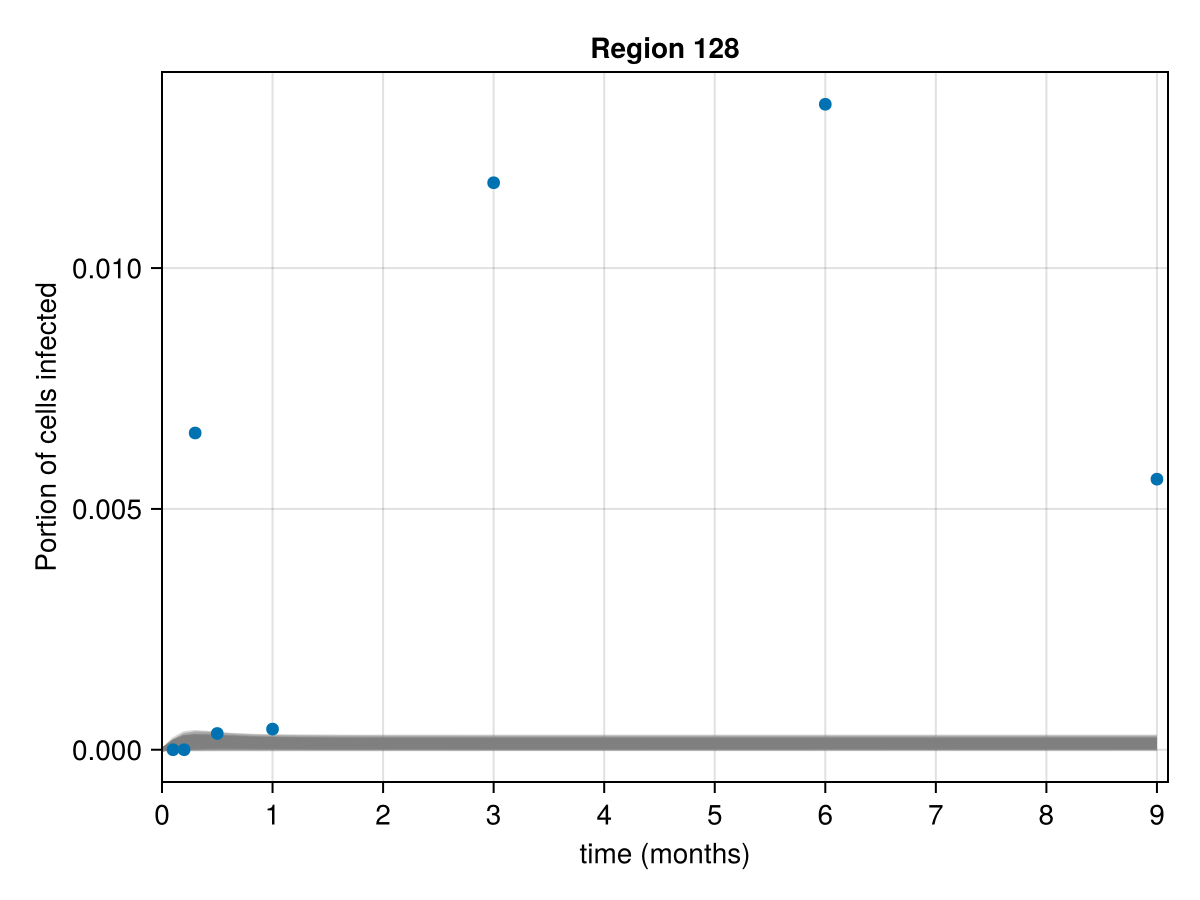 Region 128
Portion of cells infected
0.010
0.005
0.000
0 1 2 3 4 5 6 7 8 9
time (months)